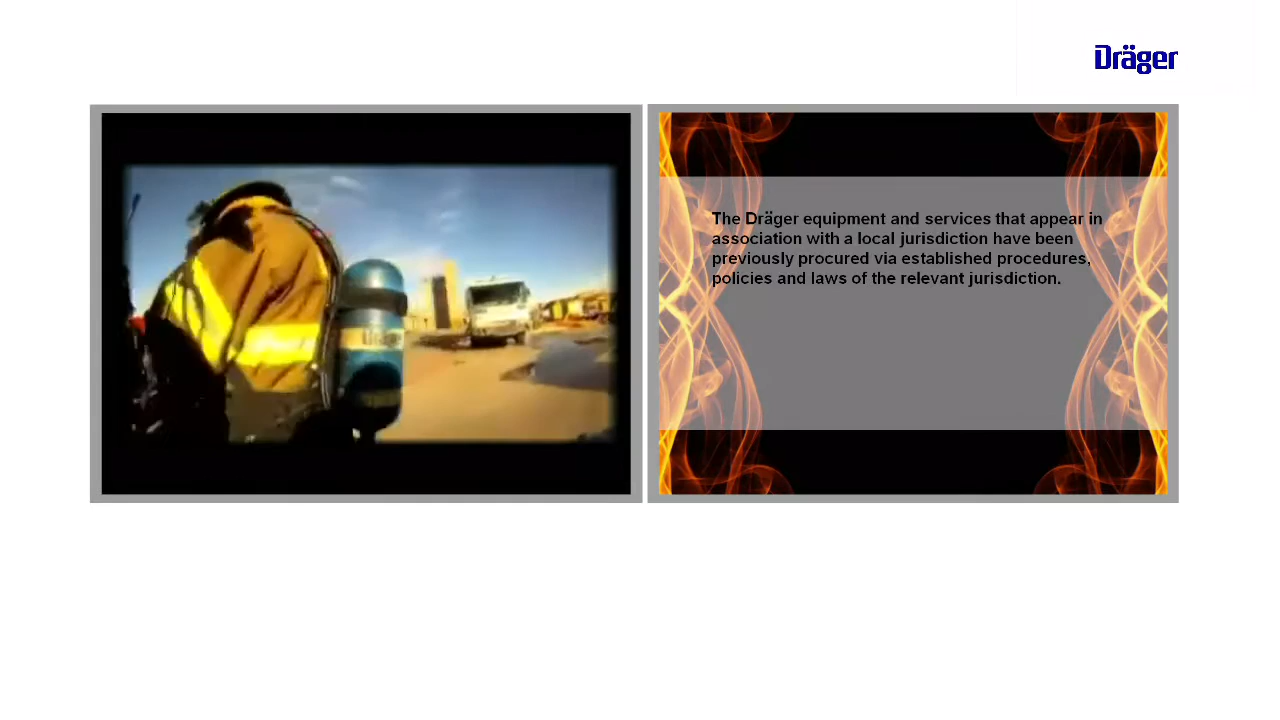 Dräger
Dräger
The Dräger equipment and services that appear in
association with a local jurisdiction have been
previously procured via established procedures,
policies and laws of the relevant jurisdiction.